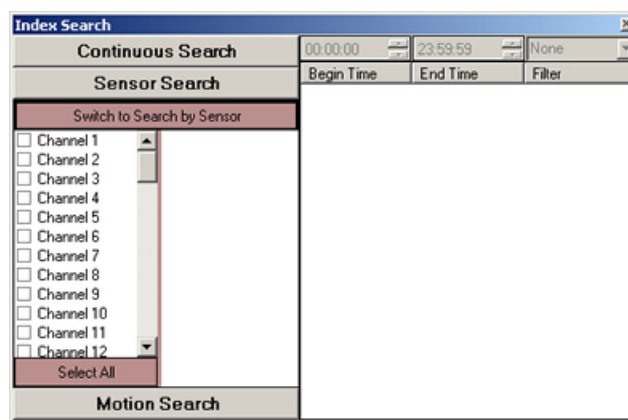 Index Search
Continuous Search
00:00:00
23:59:59
None
Sensor Search
Begin Time
End Time
Filter
Switch to Search by Sensor
Channel 1
Channel 2
Channel 3
Channel 4
Channel 5
Channel 6
Channel 7
Channel 8
Channel 9
Channel 10
Channel 11
Channel 12
Select All
Motion Search